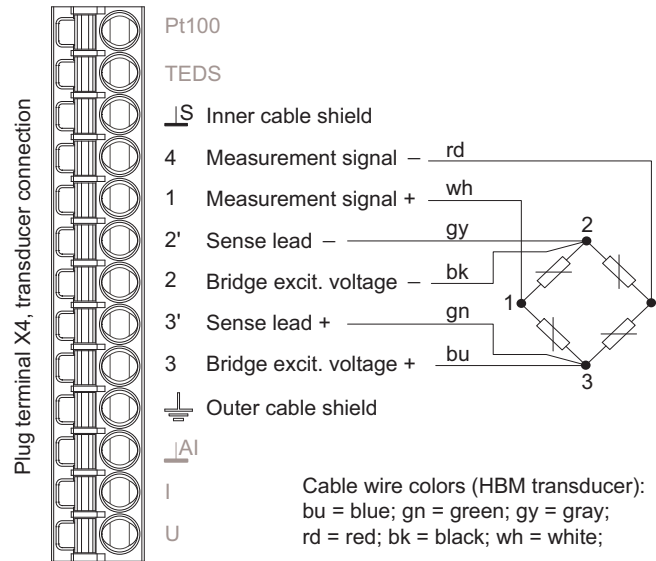 Plug terminal X4, transducer connection
Pt100
TEDS
S Inner cable shield
4 Measurement signal – rd
1 Measurement signal + wh
2' Sense lead – gy
2 Bridge excit. voltage – bk
3' Sense lead + gn
3 Bridge excit. voltage + bu
Outer cable shield
AI
I
U
2
1
3
Cable wire colors (HBM transducer):
bu = blue; gn = green; gy = gray;
rd = red; bk = black; wh = white;